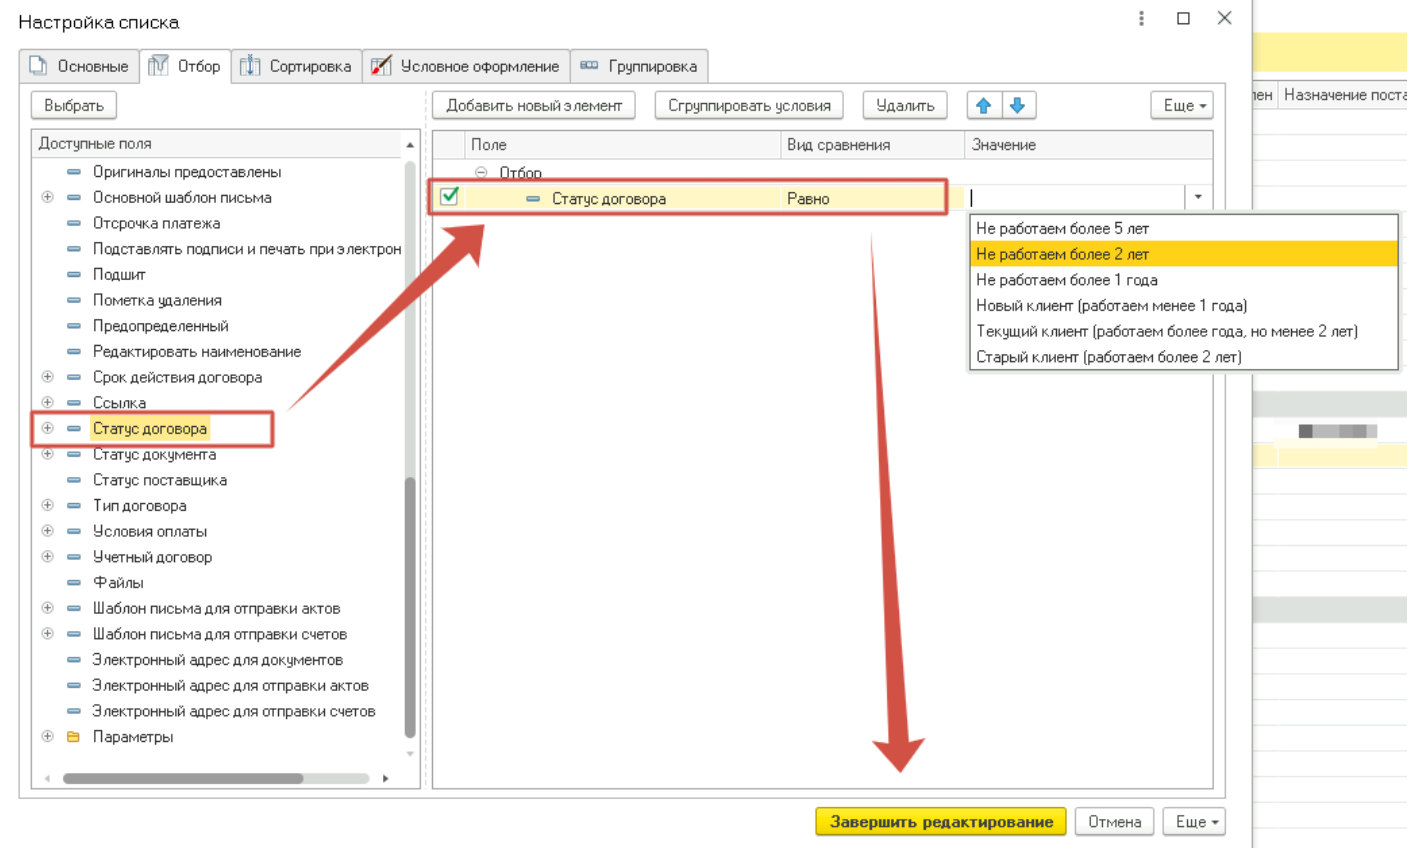 Настройка списка
Основные
Отбор
Сортировка
Условное оформление
Группировка
Выбрать
Добавить новый элемент
Сгруппировать условия
Удалить
Еще
Доступные поля
Оригиналы предоставлены
Основной шаблон письма
Отсрочка платежа
Подставлять подписи и печать при электрон
Подшит
Пометка удаления
Предопределенный
Редактировать наименование
Срок действия договора
Ссылка
Статус договора
Статус документа
Статус поставщика
Тип договора
Условия оплаты
Учетный договор
Файлы
Шаблон письма для отправки актов
Шаблон письма для отправки счетов
Электронный адрес для документов
Электронный адрес для отправки актов
Электронный адрес для отправки счетов
Параметры
Поле
Вид сравнения
Значение
Отбор
Статус договора
Равно
Не работаем более 5 лет
Не работаем более 2 лет
Не работаем более 1 года
Новый клиент (работаем менее 1 года)
Текущий клиент (работаем более года, но менее 2 лет)
Старый клиент (работаем более 2 лет)
Завершить редактирование
Отмена
Еще
Назначение поста